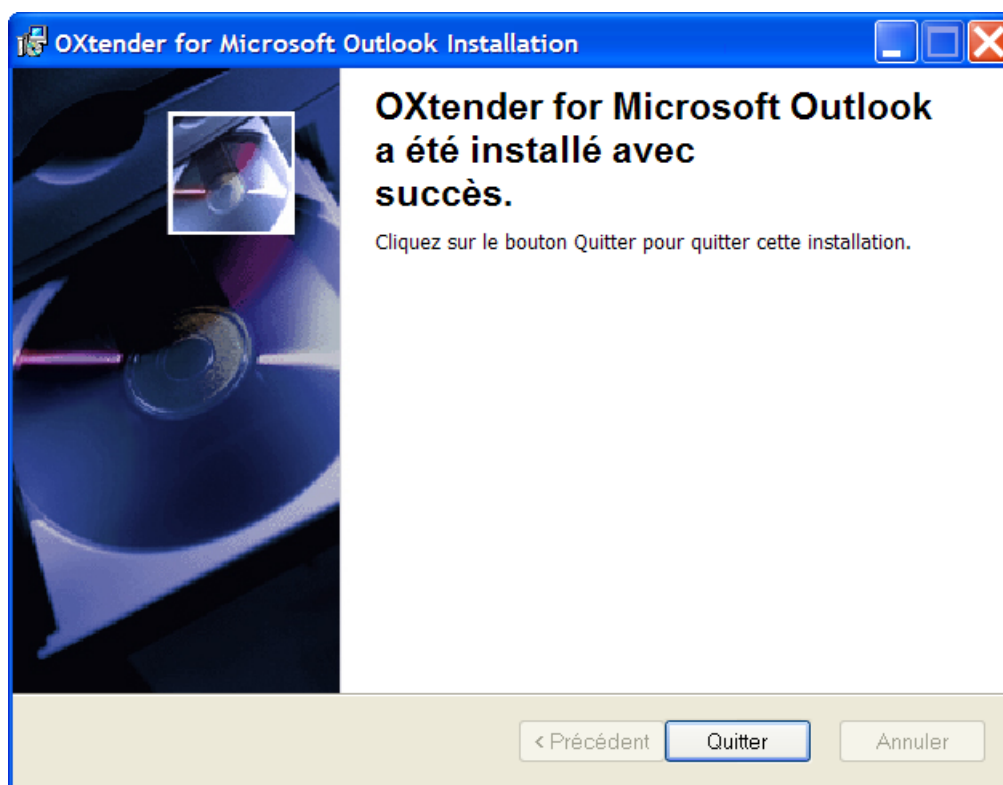 OXtender for Microsoft Outlook Installation
OXtender for Microsoft Outlook
a été installé avec
succès.
Cliquez sur le bouton Quitter pour quitter cette installation.
< Précédent Quitter Annuler